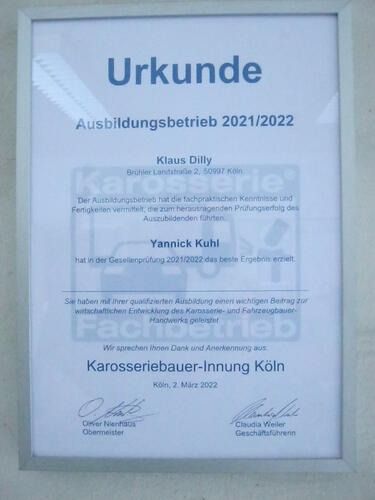 Urkunde
Ausbildungsbetrieb 2021/2022
Klaus Dilly
Brühler Landstraße 2, 50997 Köln
Karosserie®
Der Ausbildungsbetrieb hat die fachpraktischen Kenntnisse und
Fertigkeiten vermittelt, die zum herausragenden Prüfungserfolg des
Auszubildenden führten.
Yannick Kuhl
hat in der Gesellenprüfung 2021/2022 das beste Ergebnis erzielt.
Sie haben mit Ihrer qualifizierten Ausbildung einen wichtigen Beitrag zur
wirtschaftlichen Entwicklung des Karosserie- und Fahrzeugbauer-
Handwerks geleistet
Fachbetrieb
Wir sprechen Ihnen Dank und Anerkennung aus.
Karosseriebauer-Innung Köln
Köln, 2. März 2022
Oliver Nienhaus
Obermeister
Claudia Weiler
Geschäftsführerin